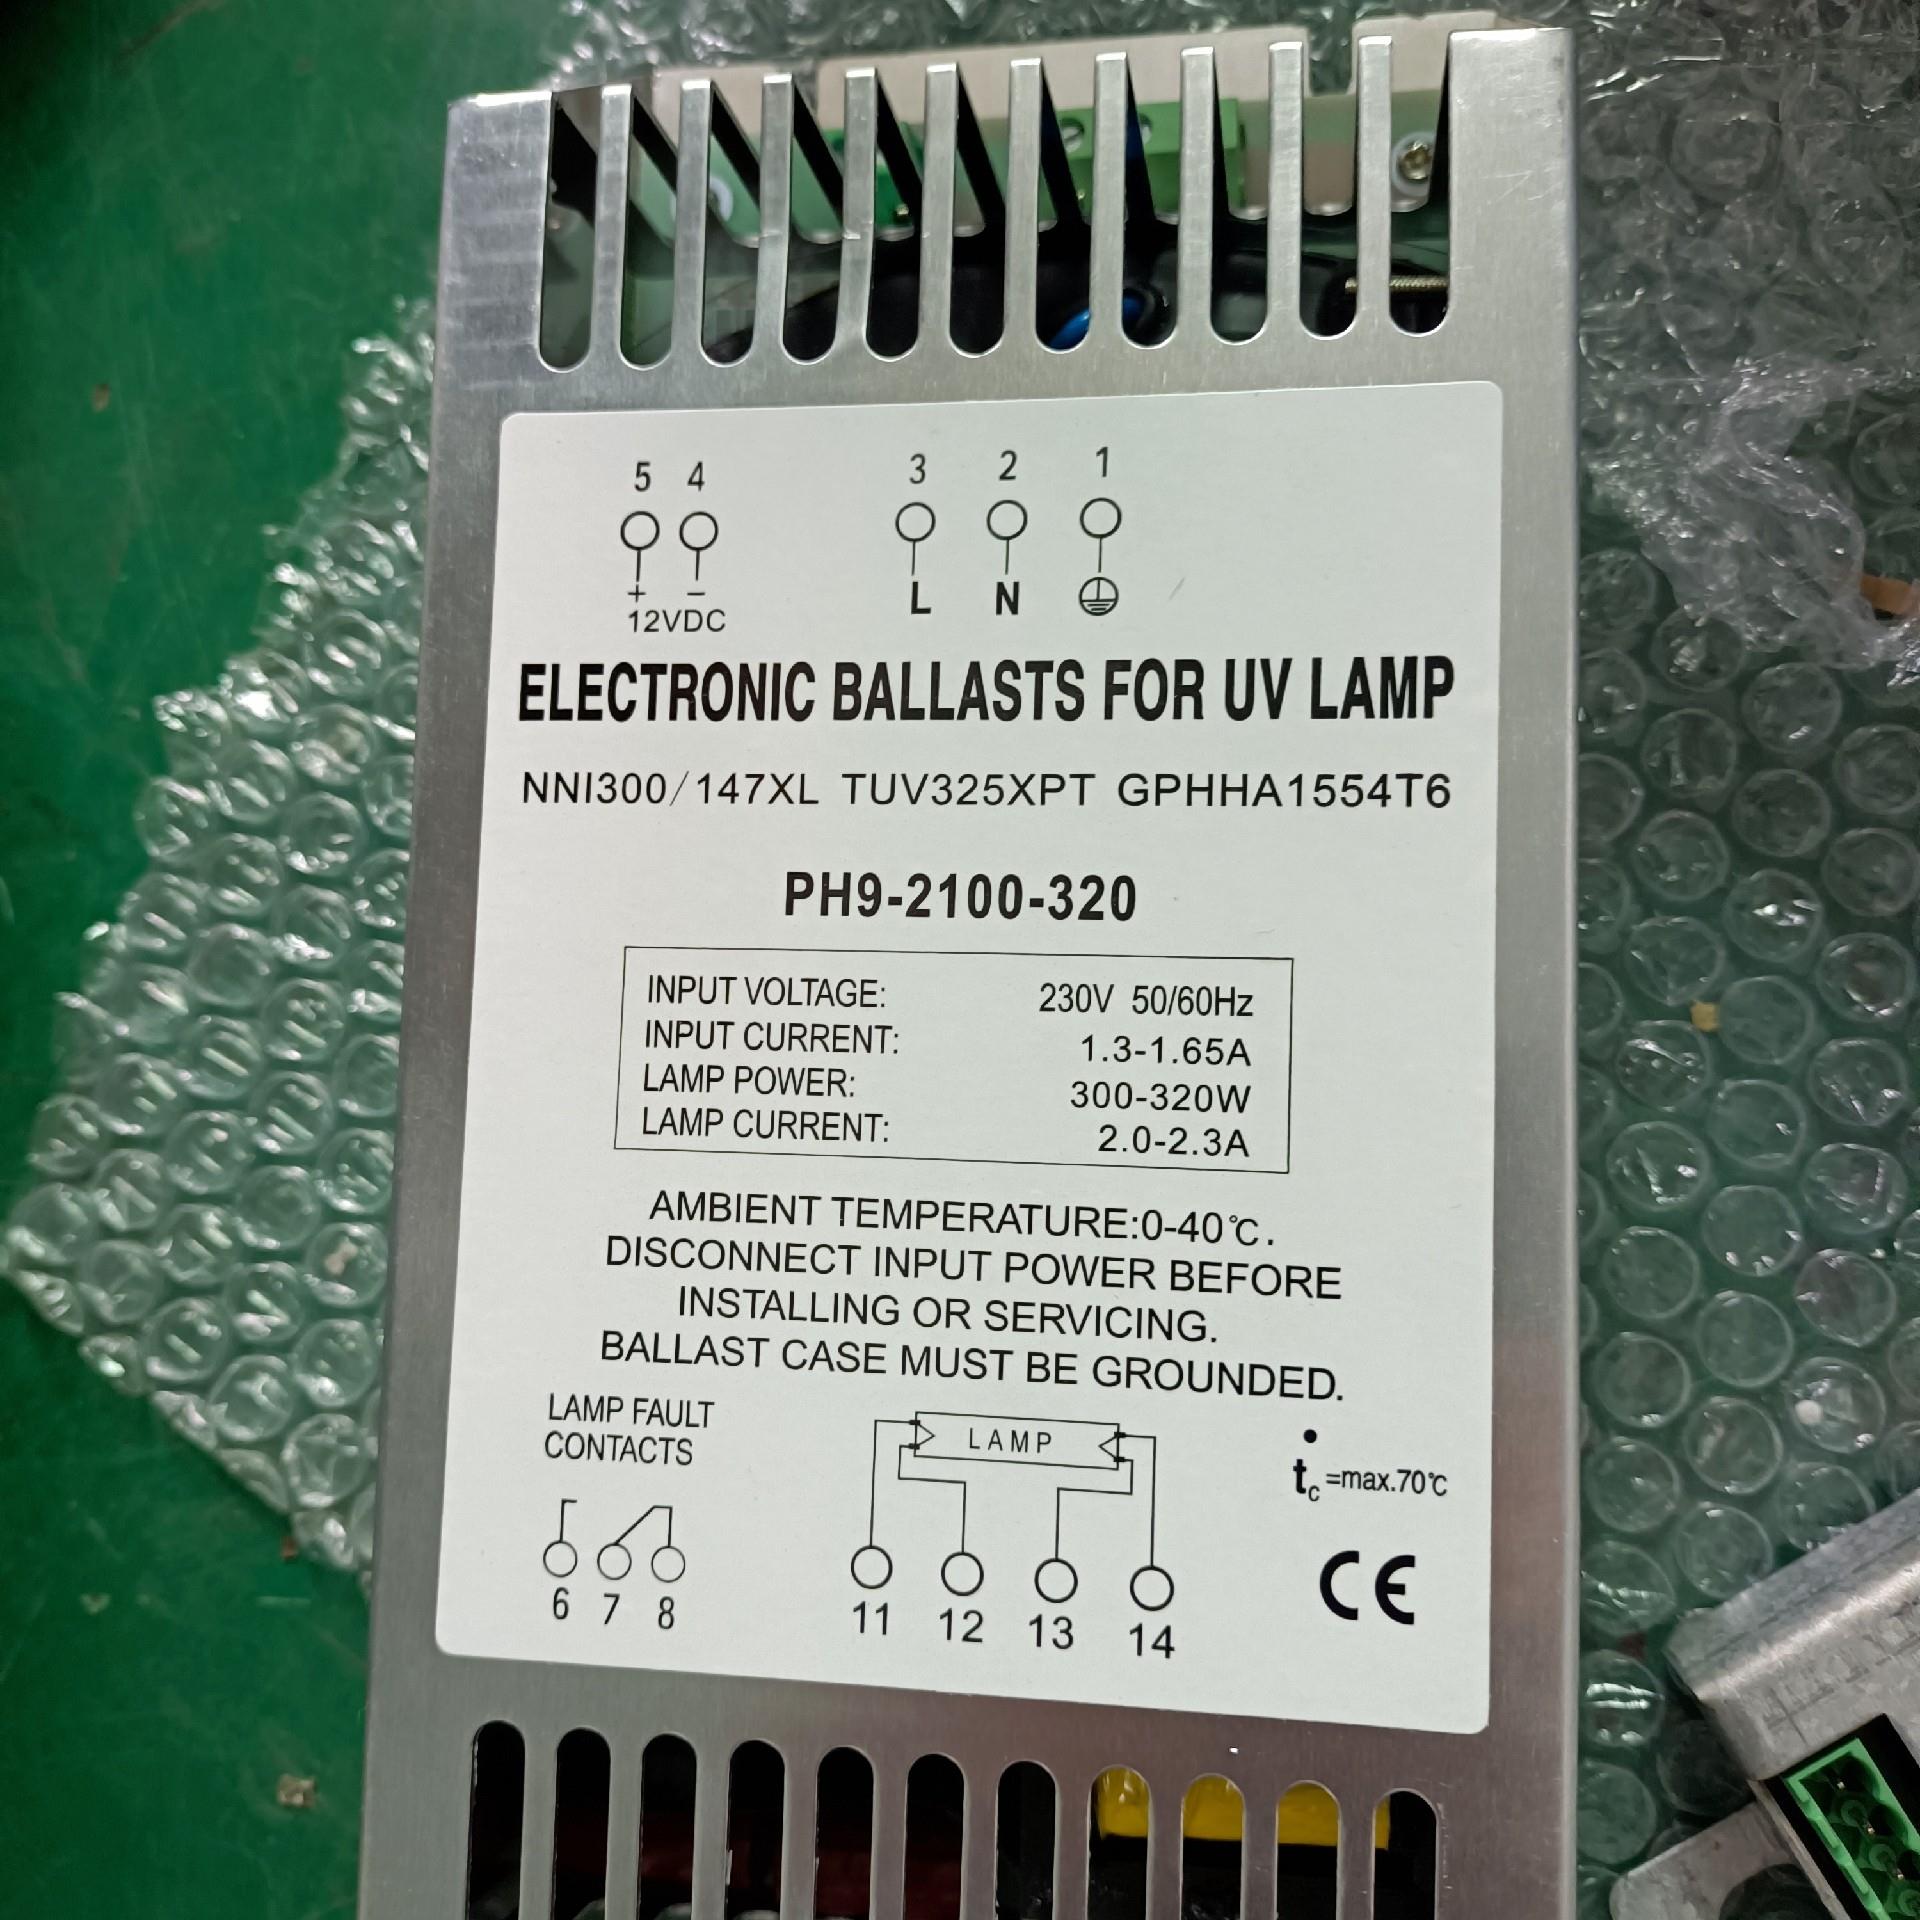 5 4 3 2 1
+ - L N
12VDC
ELECTRONIC BALLASTS FOR UV LAMP
NNI300/147XL TUV325XPT GPHHA1554T6
PH9-2100-320
INPUT VOLTAGE: 230V 50/60Hz
INPUT CURRENT: 1.3-1.65A
LAMP POWER: 300-320W
LAMP CURRENT: 2.0-2.3A
AMBIENT TEMPERATURE:0-40℃.
DISCONNECT INPUT POWER BEFORE
INSTALLING OR SERVICING.
BALLAST CASE MUST BE GROUNDED.
LAMP FAULT
CONTACTS
LAMP
tc=max.70℃
CE
6 7 8 11 12 13 14